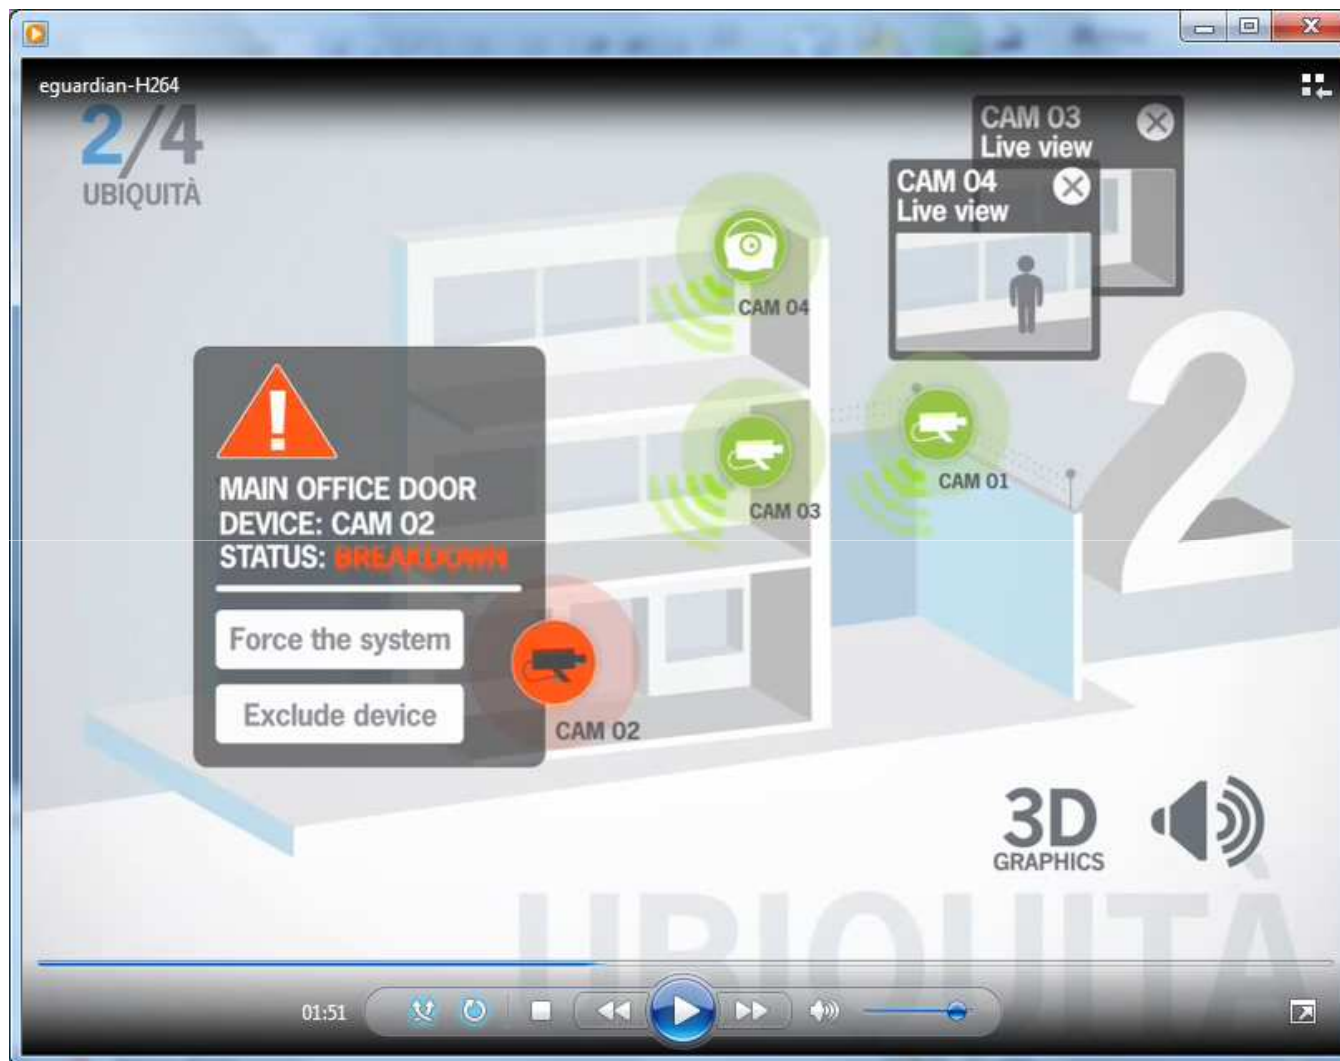 eguardian-H264
2/4
UBIQUITÀ
CAM 03
Live view
CAM 04
Live view
CAM 04
MAIN OFFICE DOOR
DEVICE: CAM 02
STATUS: BREAKDOWN
Force the system
Exclude device
CAM 03
CAM 01
CAM 02
2
3D
GRAPHICS
UBIQUITÀ
01:51